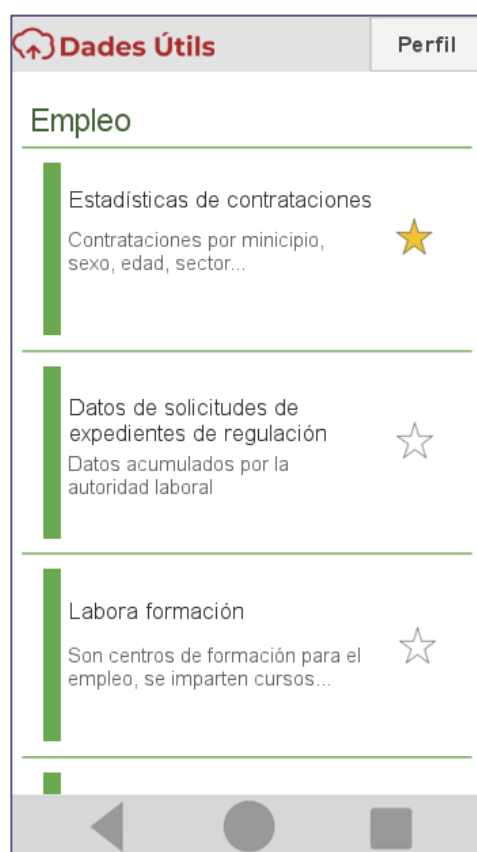 Dades Útils
Perfil
Empleo
Estadísticas de contrataciones
Contrataciones por minicipio,
sexo, edad, sector...
Datos de solicitudes de
expedientes de regulación
Datos acumulados por la
autoridad laboral
Labora formación
Son centros de formación para el
empleo, se imparten cursos...